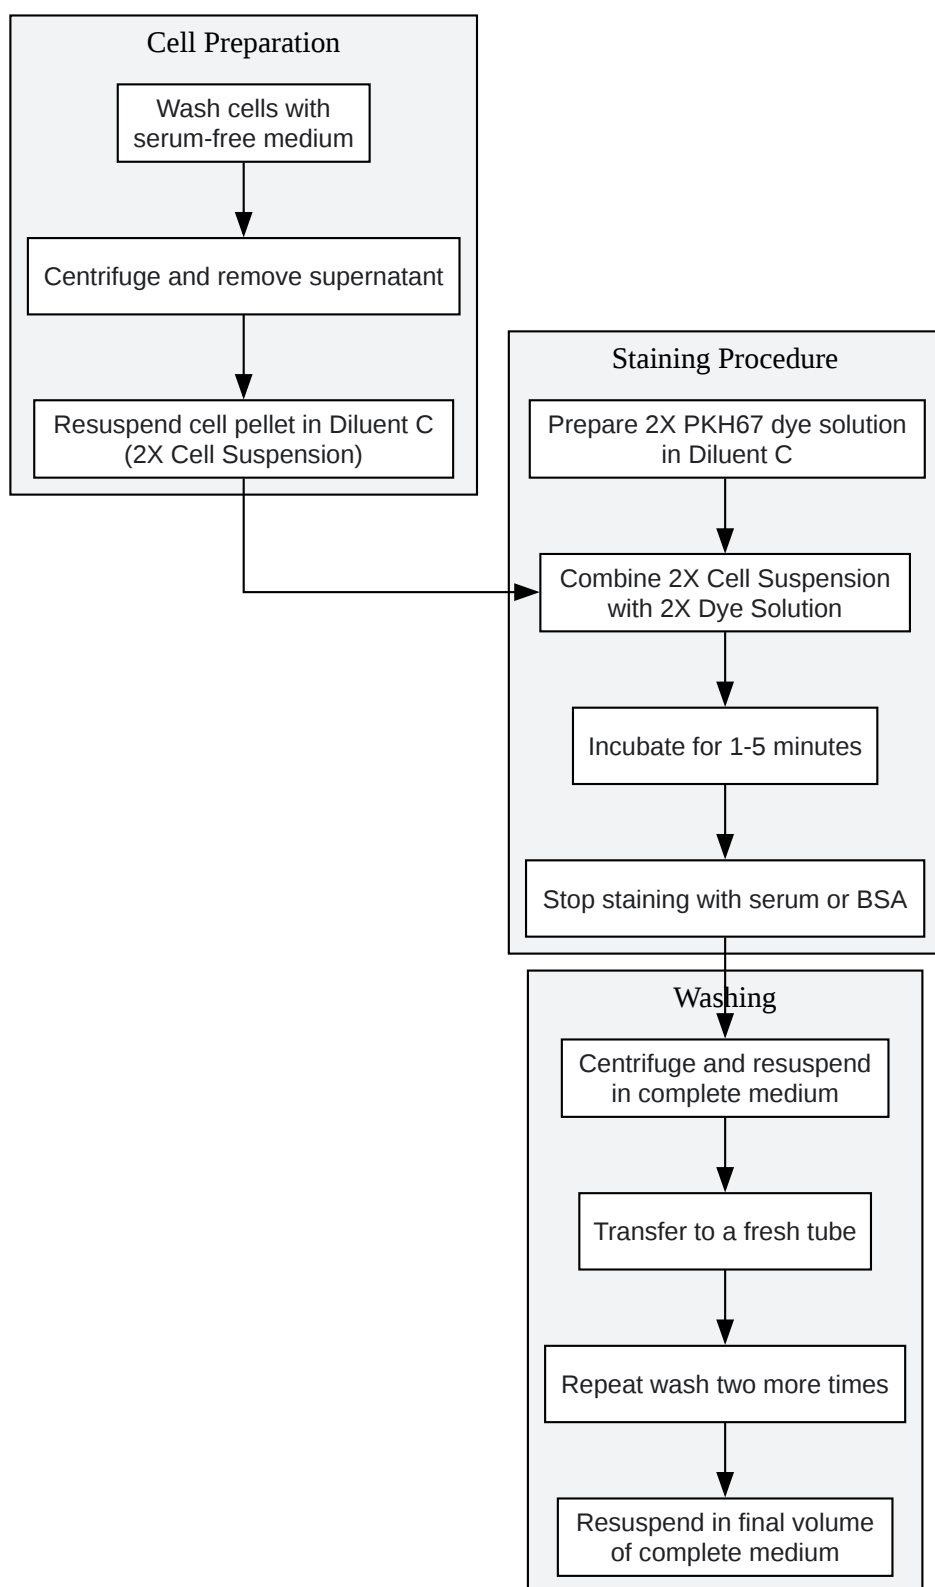 Cell Preparation
Wash cells with
serum-free medium
Centrifuge and remove supernatant
Resuspend cell pellet in Diluent C
(2X Cell Suspension)
Staining Procedure
Prepare 2X PKH67 dye solution
in Diluent C
Combine 2X Cell Suspension
with 2X Dye Solution
Incubate for 1-5 minutes
Stop staining with serum or BSA
Washing
Centrifuge and resuspend
in complete medium
Transfer to a fresh tube
Repeat wash two more times
Resuspend in final volume
of complete medium